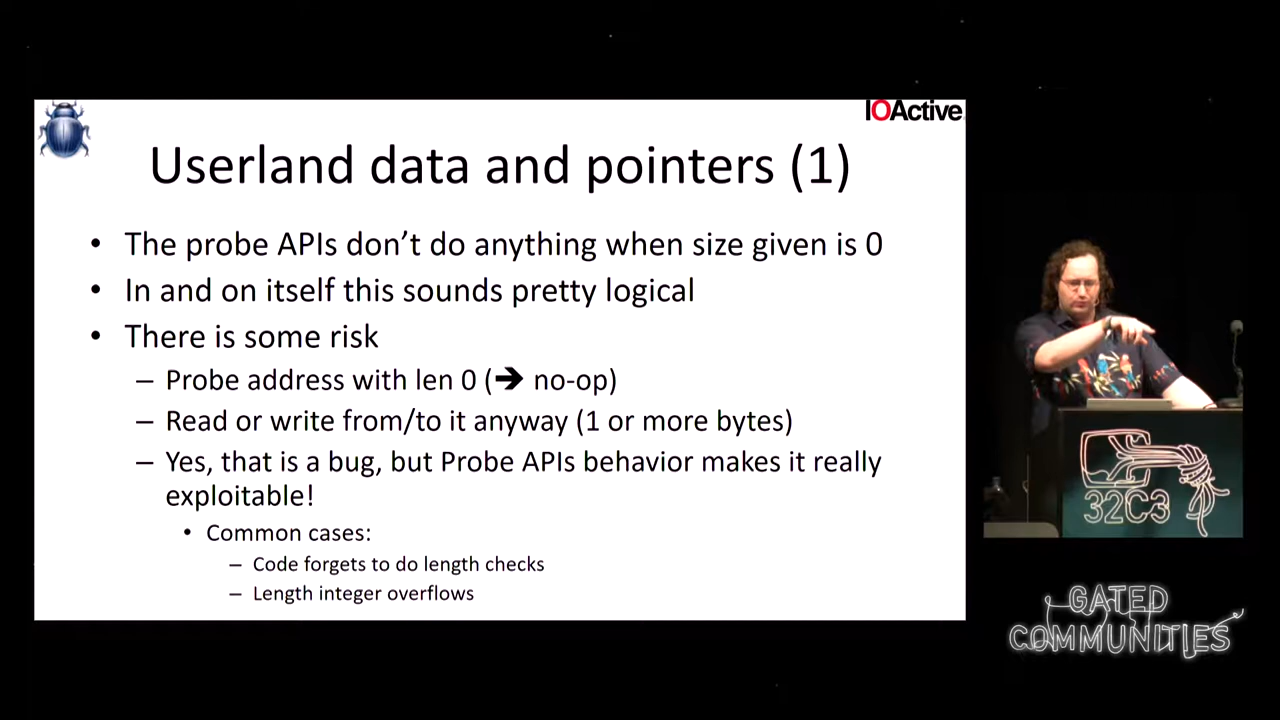 IOActive
Userland data and pointers (1)
• The probe APIs don’t do anything when size given is 0
• In and on itself this sounds pretty logical
• There is some risk
– Probe address with len 0 (➔ no-op)
– Read or write from/to it anyway (1 or more bytes)
– Yes, that is a bug, but Probe APIs behavior makes it really
exploitable!
• Common cases:
– Code forgets to do length checks
– Length integer overflows
32C3
GATED
COMMUNITIES